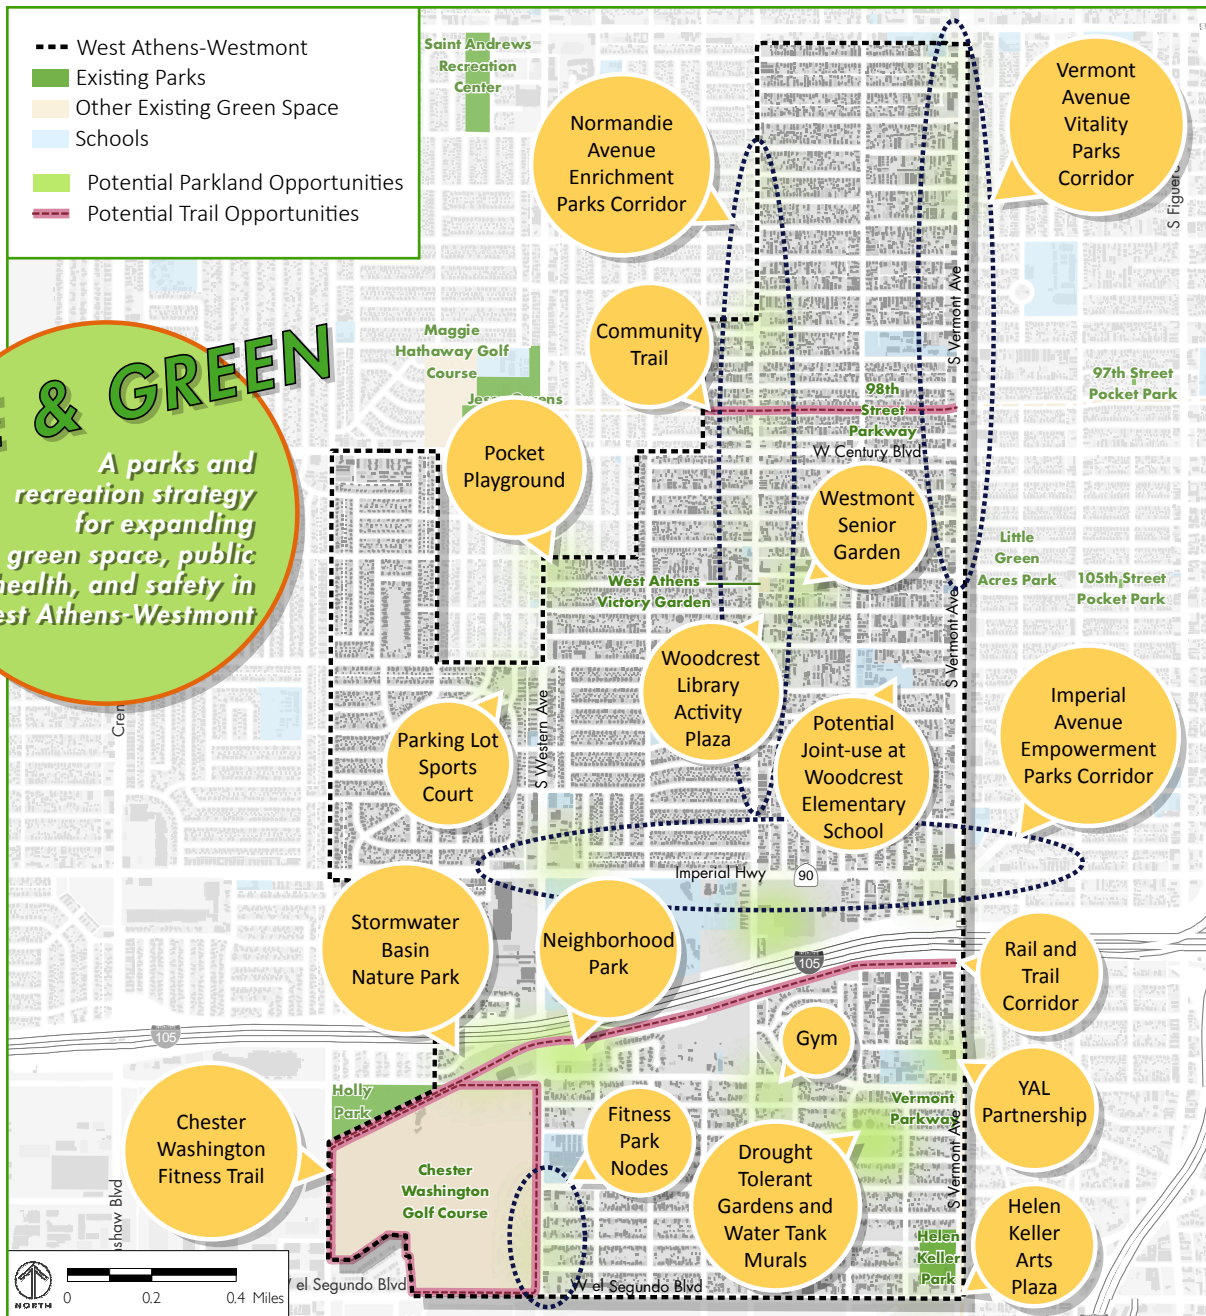 West Athens-Westmont
Existing Parks
Other Existing Green Space
Schools
Potential Parkland Opportunities
Potential Trail Opportunities
Saint Andrews
Recreation
Center
Normandie
Avenue
Enrichment
Parks Corridor
Vermont
Avenue
Vitality
Parks
Corridor
S Figuer
S Vermont Ave
& GREEN
A parks and
recreation strategy
for expanding
green space, public
health, and safety in
est Athens-Westmont
Maggie
Hathaway Golf
Course
Community
Trail
98th
Street
Parkway
97th Street
Pocket Park
W Century Blvd
Pocket
Playground
Westmont
Senior
Garden
Little
Green
Acres Park
105th Street
Pocket Park
West Athens
Victory Garden
S Vermont Ave
Woodcrest
Library
Activity
Plaza
Potential
Joint-use at
Woodcrest
Elementary
School
Imperial
Avenue
Empowerment
Parks Corridor
Cren
S Western Ave
Parking Lot
Sports
Court
Imperial Hwy
90
Stormwater
Basin
Nature Park
Neighborhood
Park
105
Rail and
Trail
Corridor
105
Gym
Holly
Park
Vermont
Parkway
YAL
Partnership
Chester
Washington
Fitness Trail
Fitness
Park
Nodes
Chester
Washington
Golf Course
Drought
Tolerant
Gardens and
Water Tank
Murals
S Vermont Ave
Helen
Keller
Park
Helen
Keller
Arts
Plaza
nshaw Blvd
el Segundo Blvd
W el Segundo Blvd
NORTH
0 0.2 0.4 Miles